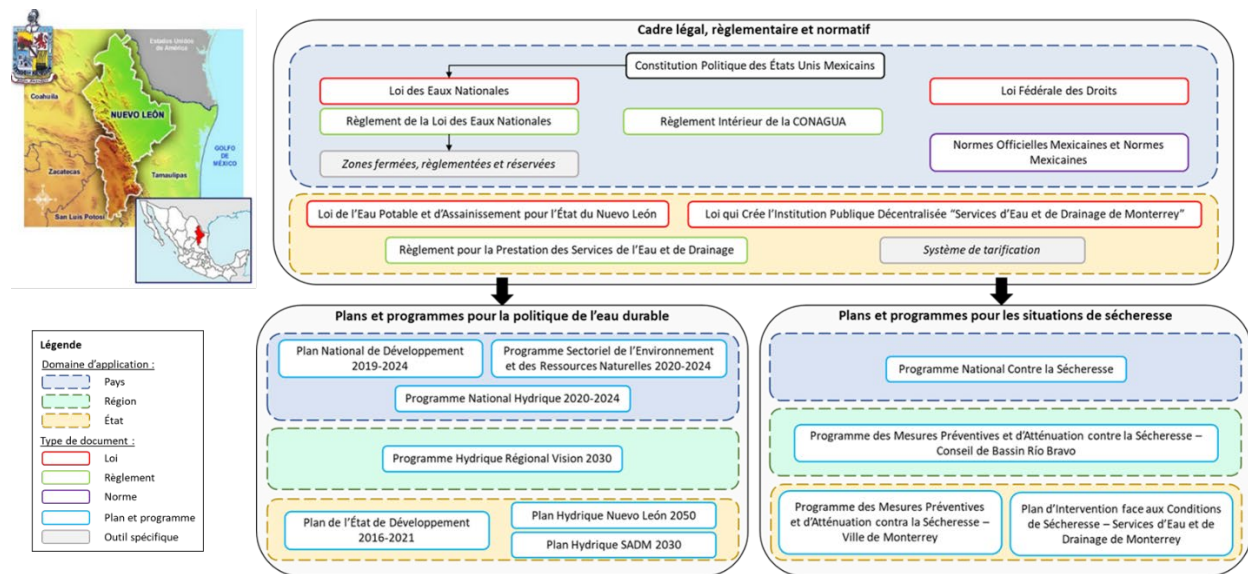 Estados Unidos
de América
Coahuila
NUEVO LEÓN
GOLFO
DE
MÉXICO
Zacatecas
Tamaulipas
San Luis Potosí
Cadre légal, règlementaire et normatif
Constitution Politique des États Unis Mexicains
Loi des Eaux Nationales
Loi Fédérale des Droits
Règlement de la Loi des Eaux Nationales
Règlement Intérieur de la CONAGUA
Zones fermées, règlementées et réservées
Normes Officielles Mexicaines et Normes
Mexicaines
Loi de l'Eau Potable et d'Assainissement pour l'État du Nuevo León
Loi qui Crée l'Institution Publique Décentralisée "Services d'Eau et de Drainage de Monterrey"
Règlement pour la Prestation des Services de l'Eau et de Drainage
Système de tarification
Plans et programmes pour la politique de l'eau durable
Plan National de Développement
2019-2024
Programme Sectoriel de l'Environnement
et des Ressources Naturelles 2020-2024
Programme National Hydrique 2020-2024
Programme Hydrique Régional Vision 2030
Plan de l'État de Développement
2016-2021
Plan Hydrique Nuevo León 2050
Plan Hydrique SADM 2030
Plans et programmes pour les situations de sécheresse
Programme National Contre la Sécheresse
Programme des Mesures Préventives et d'Atténuation contre la Sécheresse –
Conseil de Bassin Río Bravo
Programme des Mesures Préventives
et d'Atténuation contra la Sécheresse –
Ville de Monterrey
Plan d'Intervention face aux Conditions
de Sécheresse – Services d'Eau et de
Drainage de Monterrey
Légende
Domaine d'application :
Pays
Région
État
Type de document :
Loi
Règlement
Norme
Plan et programme
Outil spécifique